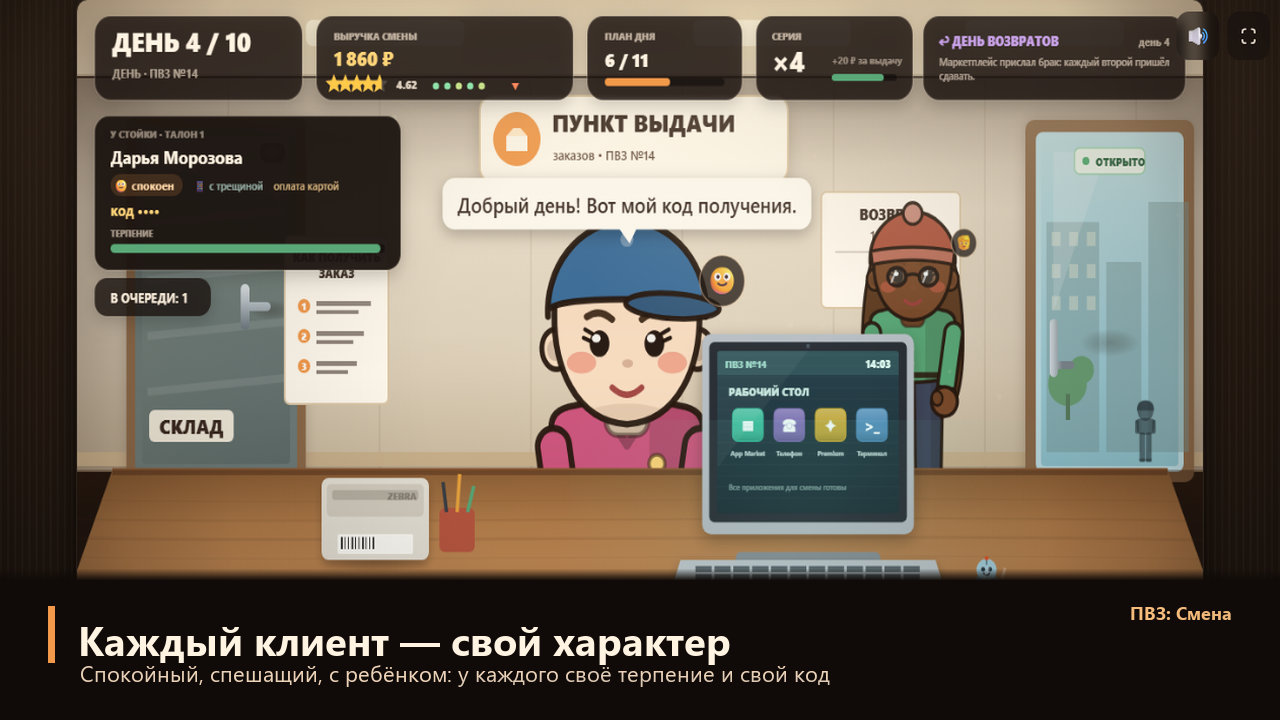 ДЕНЬ 4 / 10
ДЕНЬ • ПВЗ №14
ВЫРУЧКА СМЕНЫ
1 860 ₽
4.62
ПЛАН ДНЯ
6 / 11
СЕРИЯ
×4
+20 ₽ за выдачу
↩ ДЕНЬ ВОЗВРАТОВ
день 4
Маркетплейс прислал брак: каждый второй пришёл
сдавать.
У СТОЙКИ • ТАЛОН 1
Дарья Морозова
спокоен
с трещиной
оплата картой
КОД ••••
ТЕРПЕНИЕ
В ОЧЕРЕДИ: 1
ПУНКТ ВЫДАЧИ
заказов • ПВЗ №14
Добрый день! Вот мой код получения.
ОТКРЫТО
КАК ПОЛУЧИТЬ
ЗАКАЗ
1
2
3
СКЛАД
ZEBRA
ПВЗ №14
14:03
РАБОЧИЙ СТОЛ
>_
App Market
Телефон
Premium
Терминал
Все приложения для смены готовы
ПВЗ: Смена
Каждый клиент — свой характер
Спокойный, спешащий, с ребёнком: у каждого своё терпение и свой код